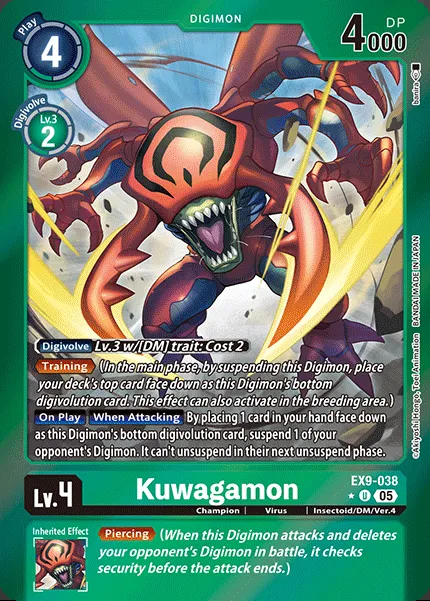 Play
4
DIGIMON
DP
4000
Digivolve
Lv.3
2
©Akiyoshi Hongo, Toei Animation BANDAI MADE IN JAPAN
Digivolve Lv.3 w/[DM] trait: Cost 2
Training (In the main phase, by suspending this Digimon, place
your deck's top card face down as this Digimon's bottom
digivolution card. This effect can also activate in the breeding area.)
On Play When Attacking By placing 1 card in your hand face down
as this Digimon's bottom digivolution card, suspend 1 of your
opponent's Digimon. It can't unsuspend in their next unsuspend phase.
Lv.4
Kuwagamon
EX9-038
U 05
Champion Virus Insectoid/DM/Ver.4
Inherited Effect
Piercing (When this Digimon attacks and deletes
your opponent's Digimon in battle, it checks
security before the attack ends.)